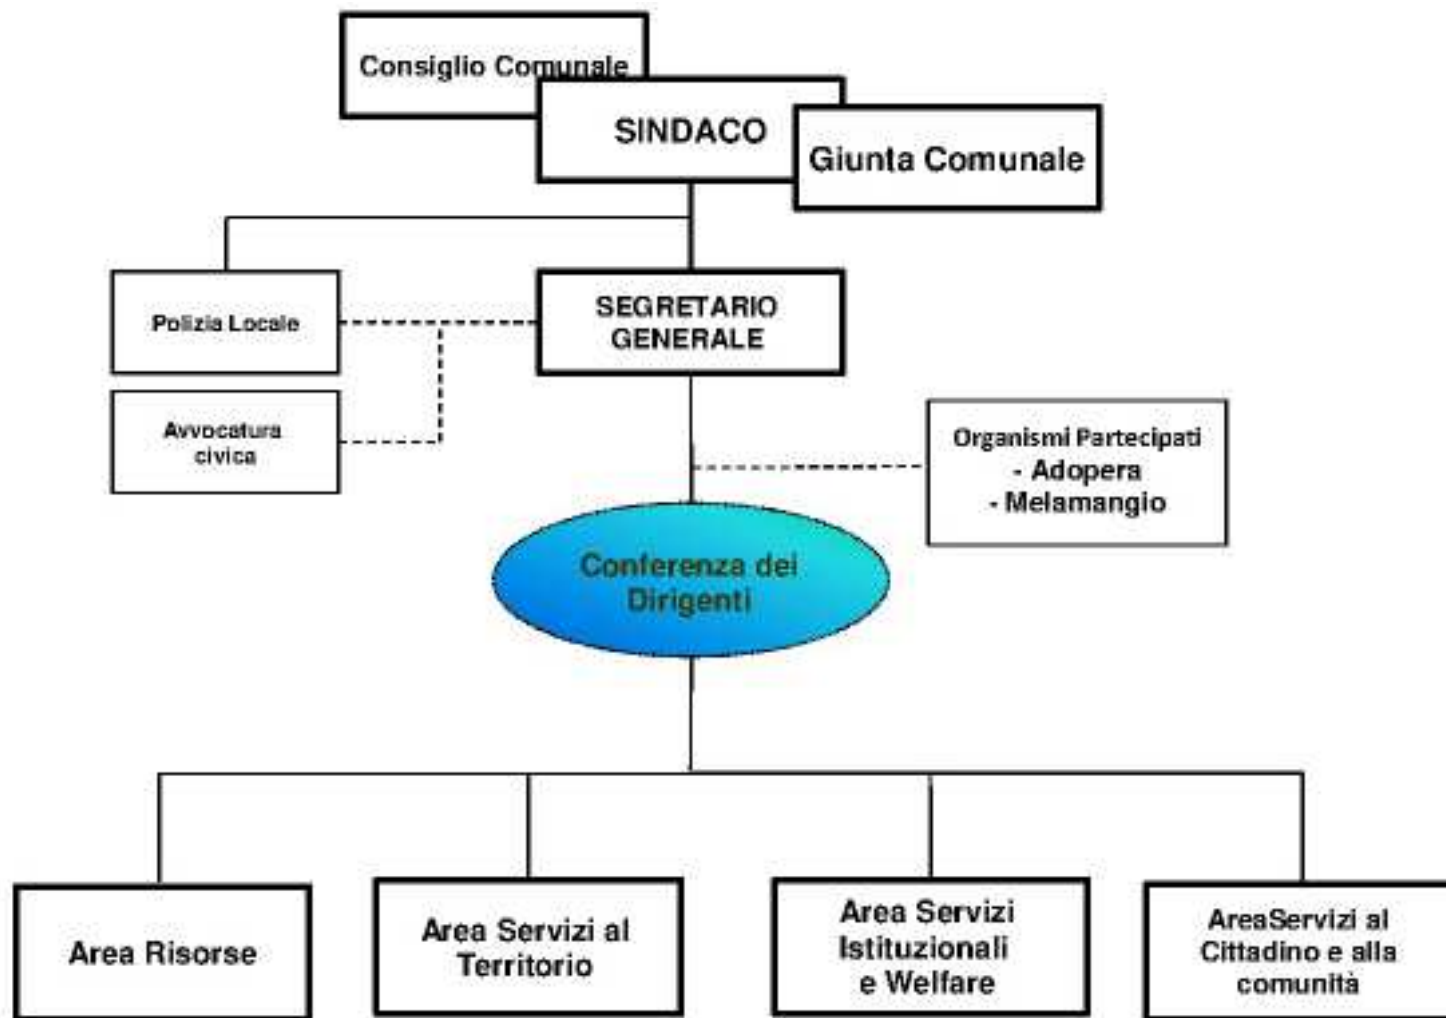 Consiglio Comunale
SINDACO
Giunta Comunale
Polizia Locale
SEGRETARIO
GENERALE
Avvocatura
civica
Organismi Partecipati
- Adopera
- Melamangio
Conferenza dei
Dirigenti
Area Risorse
Area Servizi al
Territorio
Area Servizi
Istituzionali
e Welfare
AreaServizi al
Cittadino e alla
comunità